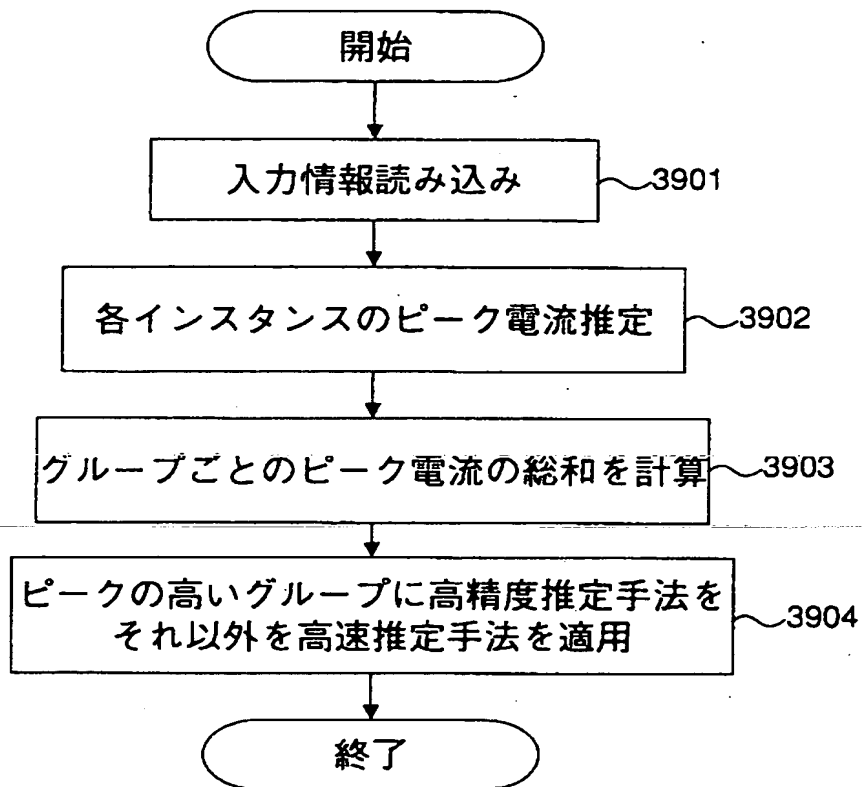 開始
入力情報読み込み
3901
各インスタンスのピーク電流推定
3902
グループごとのピーク電流の総和を計算
3903
ピークの高いグループに高精度推定手法を
それ以外を高速推定手法を適用
3904
終了